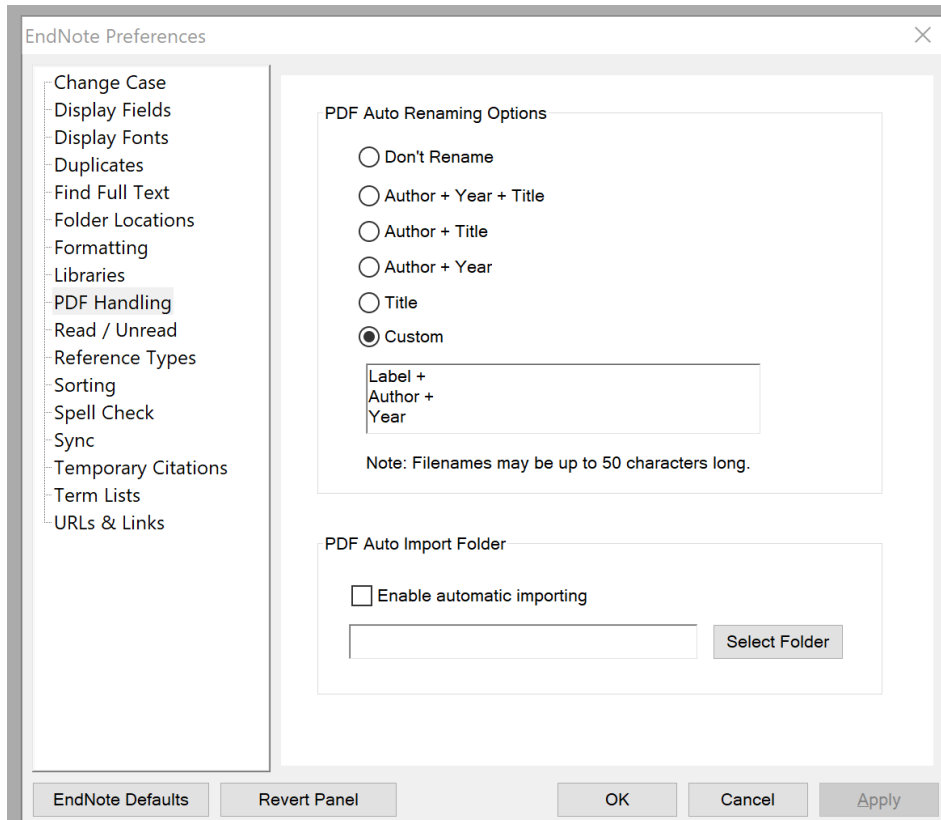 EndNote Preferences
Change Case
Display Fields
Display Fonts
Duplicates
Find Full Text
Folder Locations
Formatting
Libraries
PDF Handling
Read / Unread
Reference Types
Sorting
Spell Check
Sync
Temporary Citations
Term Lists
URLs & Links
PDF Auto Renaming Options
Don't Rename
Author + Year + Title
Author + Title
Author + Year
Title
Custom
Label +
Author +
Year
Note: Filenames may be up to 50 characters long.
PDF Auto Import Folder
Enable automatic importing
Select Folder
EndNote Defaults
Revert Panel
OK
Cancel
Apply